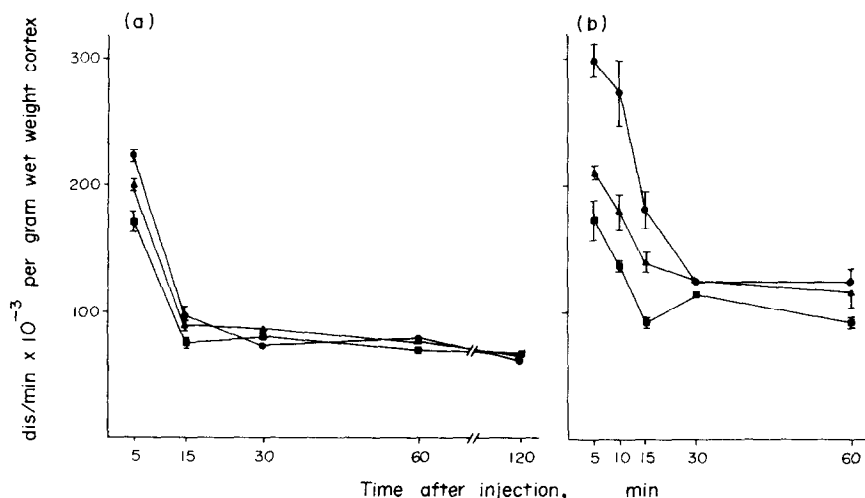 (a)
(b)
dis/min x 10⁻³ per gram wet weight cortex
300
200
100
5 15 30 60 120
5 10 15 30 60
Time after injection, min